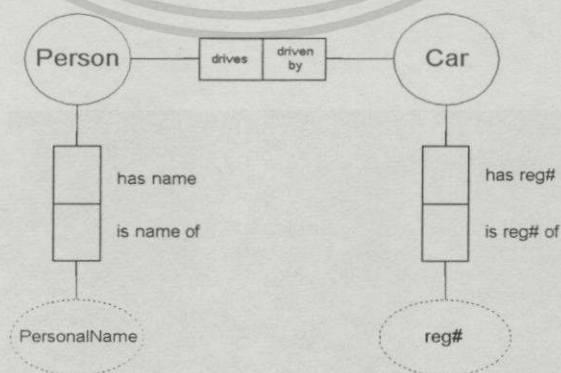 Person
drives
driven
by
Car
has name
is name of
has reg#
is reg# of
PersonalName
reg#